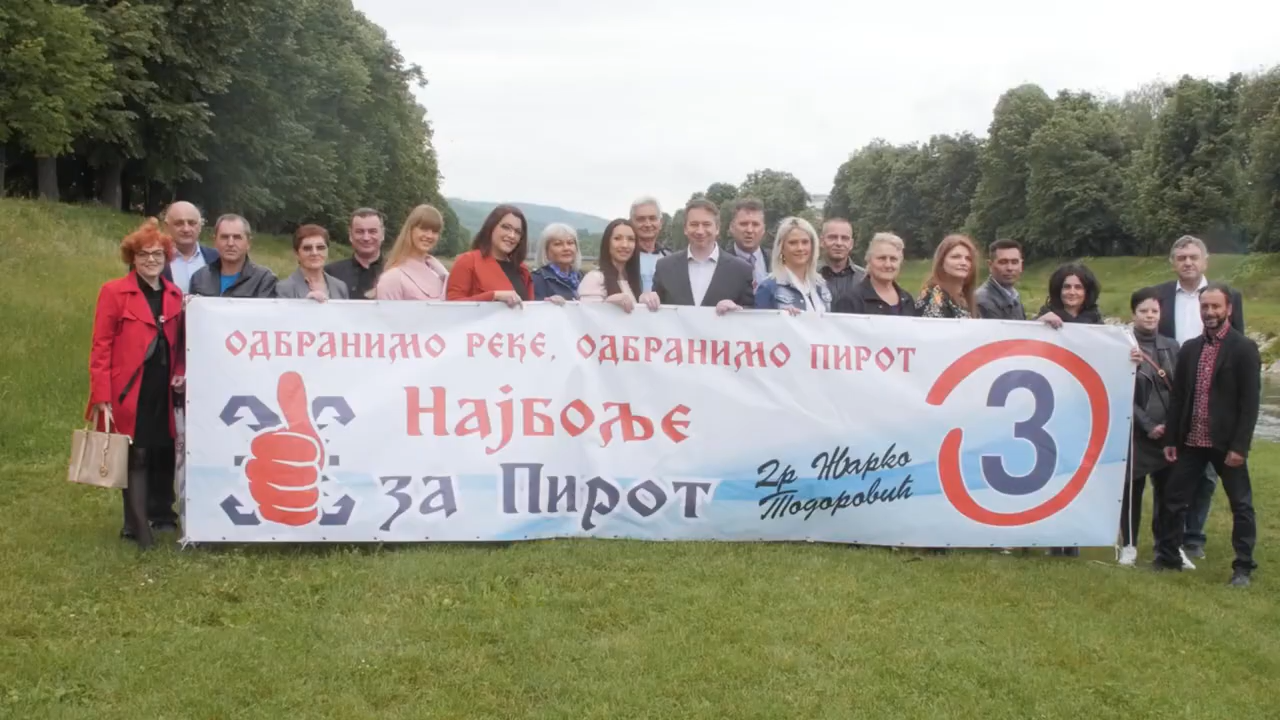 ОДБРАНИМО РЕКЕ, ОДБРАНИМО ПИРОТ
Најбоље
за Пирот
др Жарко
Тодоровић
3